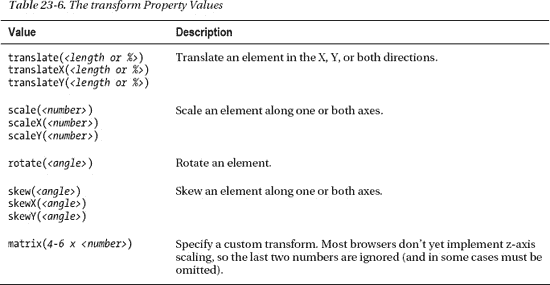 Table 23-6. The transform Property Values
Value Description
translate(<length or %>) Translate an element in the X, Y, or both directions.
translateX(<length or %>)
translateY(<length or %>)
scale(<number>) Scale an element along one or both axes.
scaleX(<number>)
scaleY(<number>)
rotate(<angle>) Rotate an element.
skew(<angle>) Skew an element along one or both axes.
skewX(<angle>)
skewY(<angle>)
matrix(4-6 x <number>) Specify a custom transform. Most browsers don't yet implement z-axis
scaling, so the last two numbers are ignored (and in some cases must be
omitted).